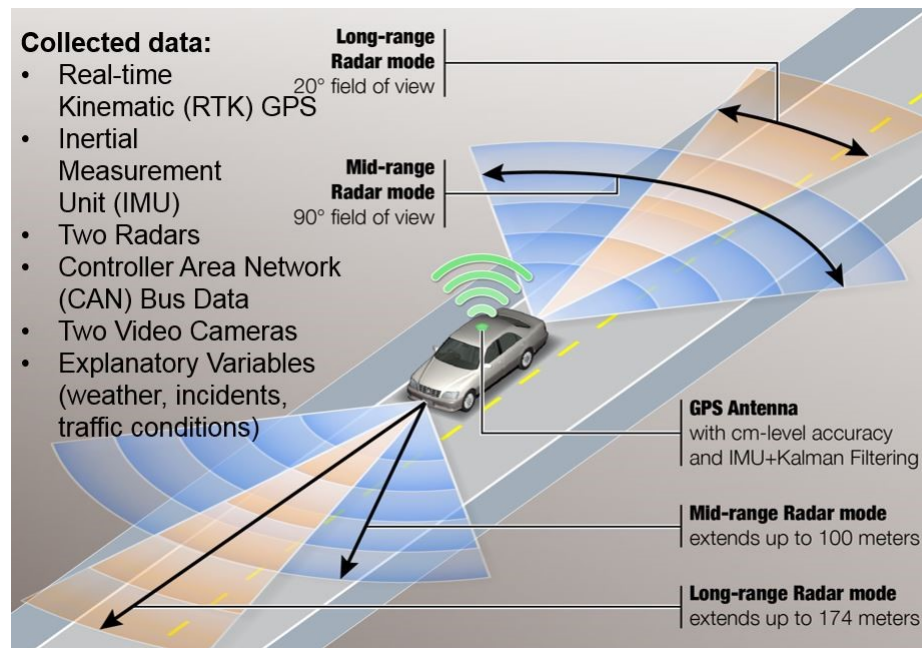 Collected data:
• Real-time
Kinematic (RTK) GPS
• Inertial
Measurement
Unit (IMU)
• Two Radars
• Controller Area Network
(CAN) Bus Data
• Two Video Cameras
• Explanatory Variables
(weather, incidents,
traffic conditions)
Long-range
Radar mode
20° field of view
Mid-range
Radar mode
90° field of view
GPS Antenna
with cm-level accuracy
and IMU+Kalman Filtering
Mid-range Radar mode
extends up to 100 meters
Long-range Radar mode
extends up to 174 meters